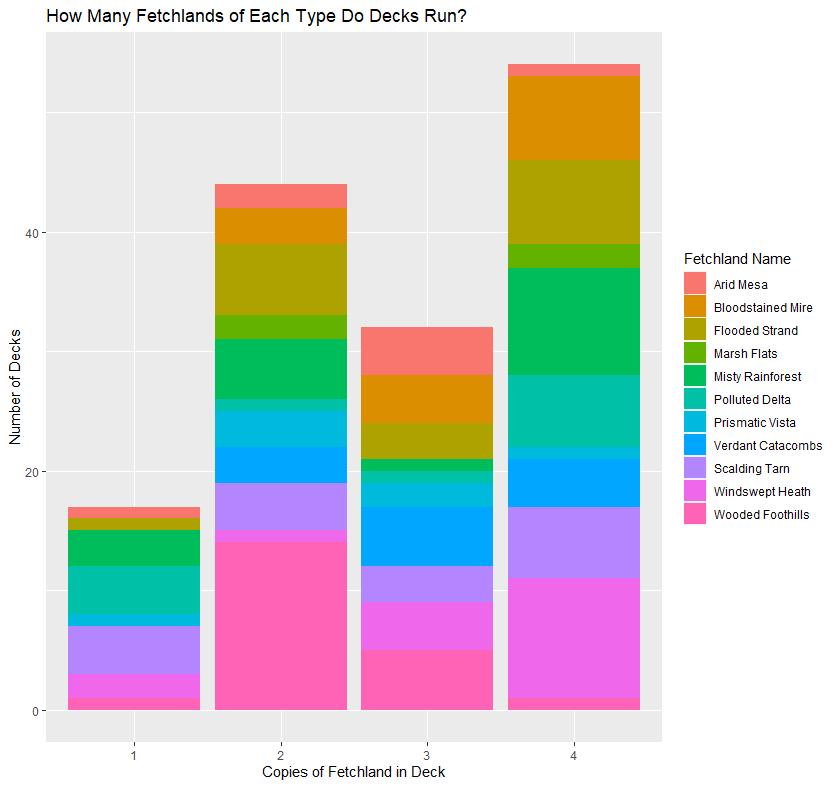 How Many Fetchlands of Each Type Do Decks Run?
Number of Decks
40
20
0
1 2 3 4
Copies of Fetchland in Deck
Fetchland Name
Arid Mesa
Bloodstained Mire
Flooded Strand
Marsh Flats
Misty Rainforest
Polluted Delta
Prismatic Vista
Verdant Catacombs
Scalding Tarn
Windswept Heath
Wooded Foothills